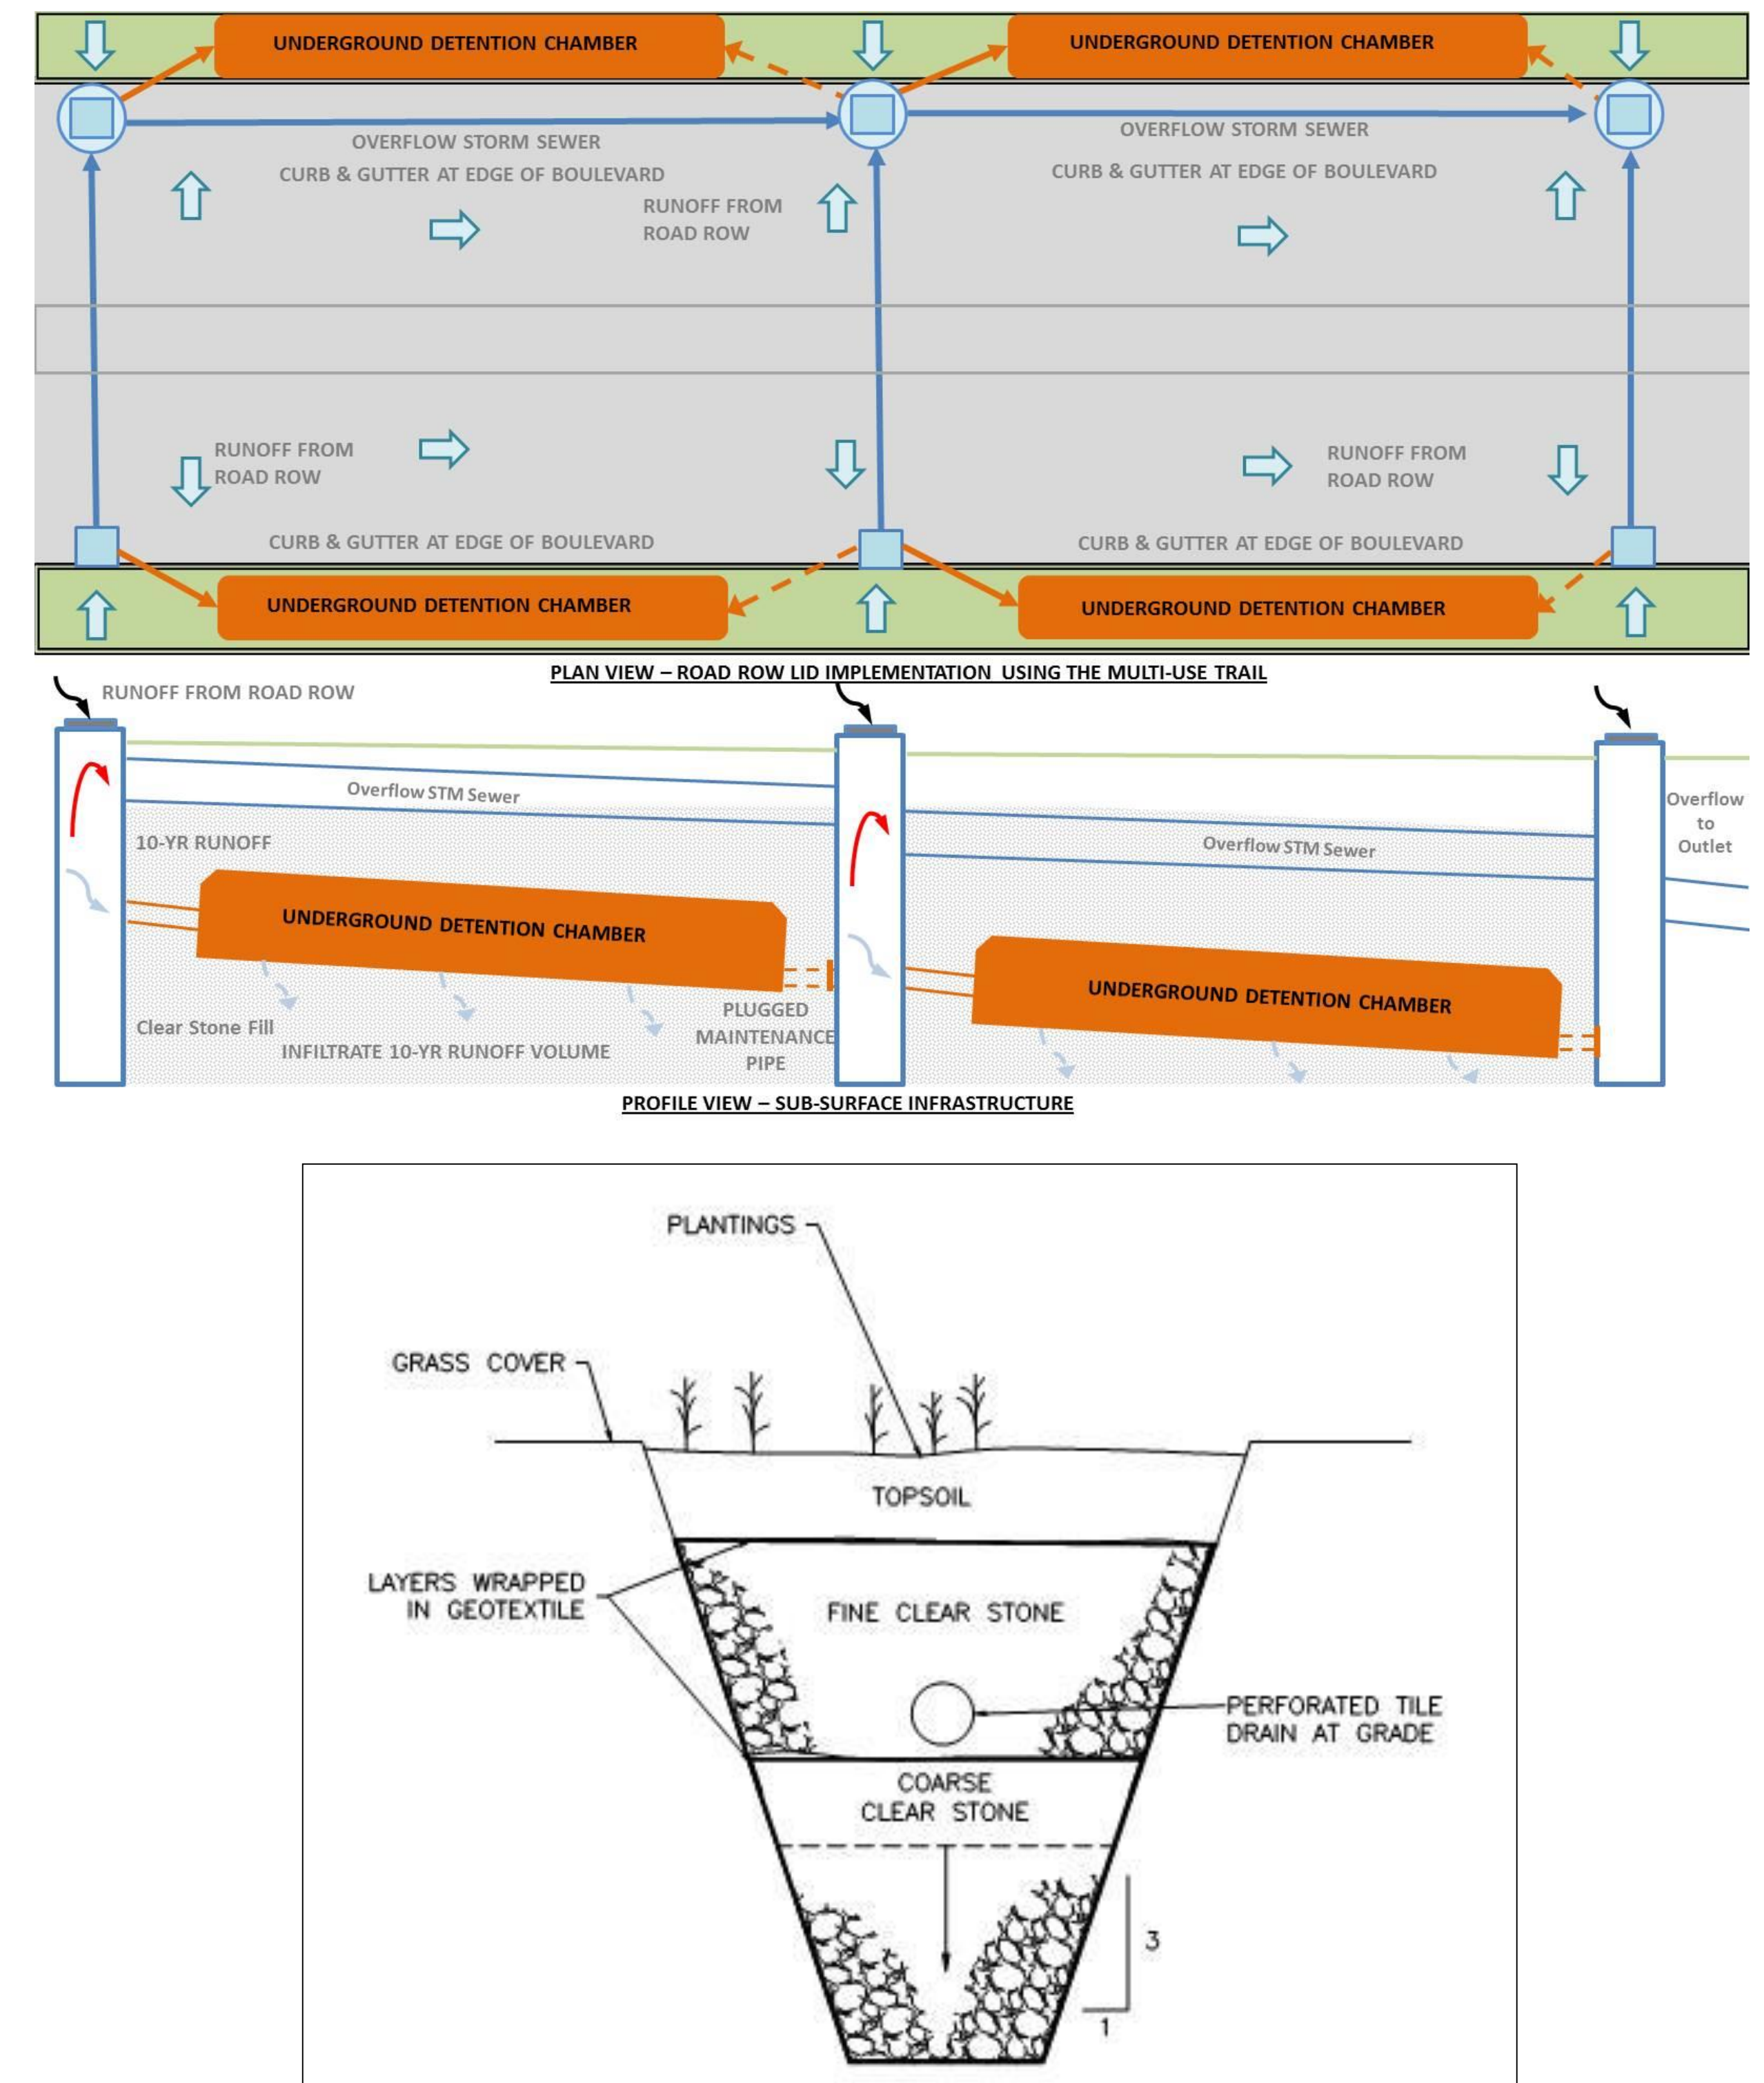 UNDERGROUND DETENTION CHAMBER
UNDERGROUND DETENTION CHAMBER
OVERFLOW STORM SEWER
OVERFLOW STORM SEWER
CURB & GUTTER AT EDGE OF BOULEVARD
CURB & GUTTER AT EDGE OF BOULEVARD
RUNOFF FROM
ROAD ROW
RUNOFF FROM
ROAD ROW
RUNOFF FROM
ROAD ROW
CURB & GUTTER AT EDGE OF BOULEVARD
CURB & GUTTER AT EDGE OF BOULEVARD
UNDERGROUND DETENTION CHAMBER
UNDERGROUND DETENTION CHAMBER
PLAN VIEW – ROAD ROW LID IMPLEMENTATION USING THE MULTI-USE TRAIL
RUNOFF FROM ROAD ROW
Overflow STM Sewer
Overflow
to
Outlet
10-YR RUNOFF
Overflow STM Sewer
UNDERGROUND DETENTION CHAMBER
UNDERGROUND DETENTION CHAMBER
PLUGGED
MAINTENANCE
PIPE
Clear Stone Fill
INFILTRATE 10-YR RUNOFF VOLUME
PROFILE VIEW – SUB-SURFACE INFRASTRUCTURE
PLANTINGS
GRASS COVER
TOPSOIL
LAYERS WRAPPED
IN GEOTEXTILE
FINE CLEAR STONE
PERFORATED TILE
DRAIN AT GRADE
COARSE
CLEAR STONE
3
1